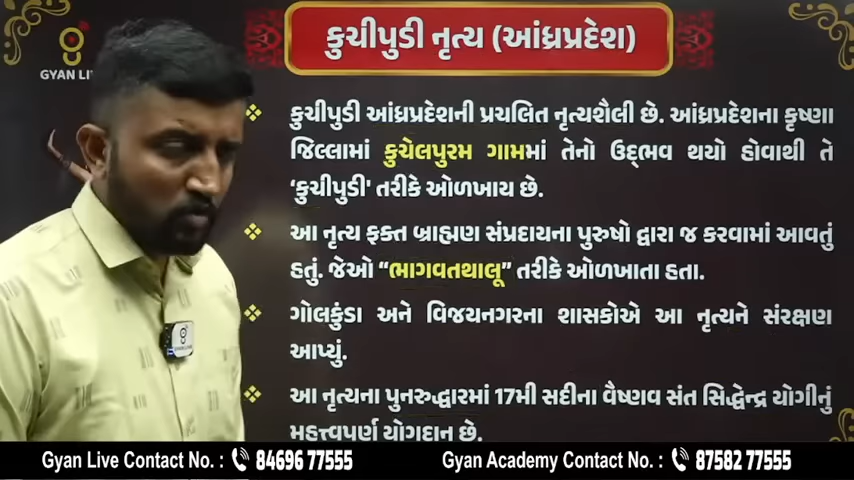 કુચીપુડી નૃત્ય (આંધ્રપ્રદેશ)
GYAN LI
કુચીપુડી આંધ્રપ્રદેશની પ્રચલિત નૃત્યશૈલી છે. આંધ્રપ્રદેશના કૃષ્ણા
જિલ્લામાં કુચેલપુરમ ગામમાં તેનો ઉદ્ભવ થયો હોવાથી તે
‘કુચીપુડી' તરીકે ઓળખાય છે.
આ નૃત્ય ફક્ત બ્રાહ્મણ સંપ્રદાયના પુરુષો દ્વારા જ કરવામાં આવતું
હતું. જેઓ “ભાગવતથાલૂ” તરીકે ઓળખાતા હતા.
ગોલકુંડા અને વિજયનગરના શાસકોએ આ નૃત્યને સંરક્ષણ
આપ્યું.
આ નૃત્યના પુનરુદ્ધારમાં 17મી સદીના વૈષ્ણવ સંત સિદ્ધેન્દ્ર યોગીનું
મહત્ત્વપૂર્ણ યોગદાન છે.
Gyan Live Contact No. : 84696 77555 Gyan Academy Contact No. : 87582 77555